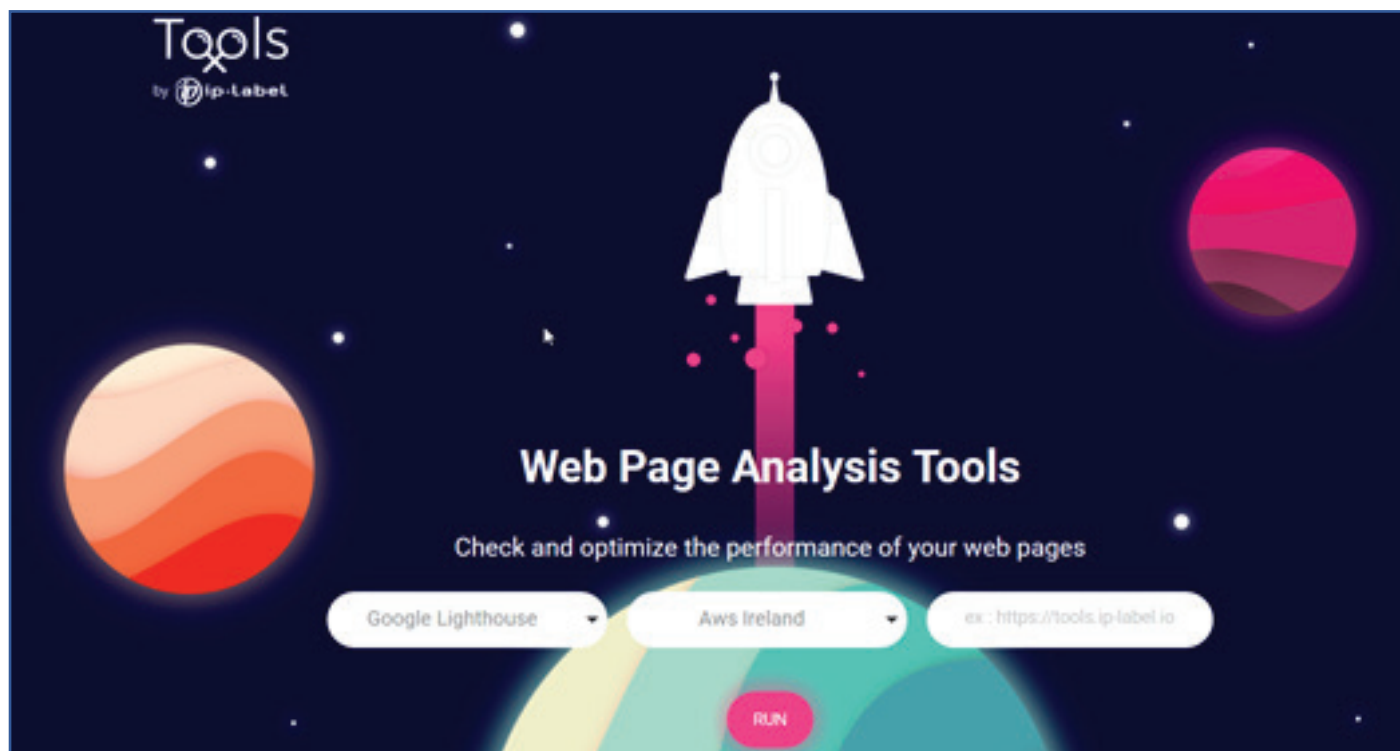 Tools
by ip-label
Web Page Analysis Tools
Check and optimize the performance of your web pages
Google Lighthouse
Aws Ireland
ex : https://tools.ip-label.io
RUN